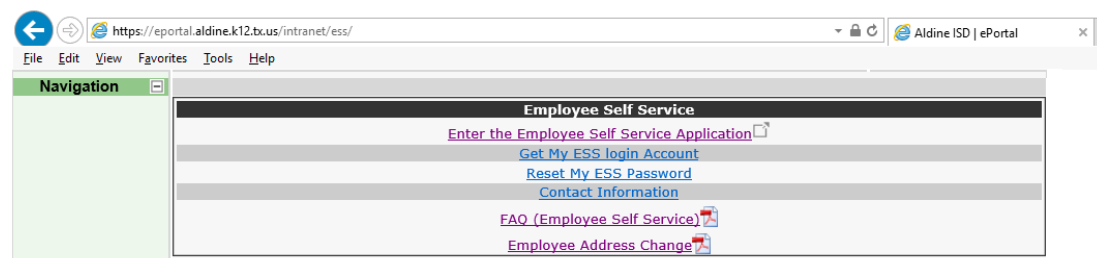 https://eportal.aldine.k12.tx.us/intranet/ess/
Aldine ISD | ePortal
File Edit View Favorites Tools Help
Navigation
Employee Self Service
Enter the Employee Self Service Application
Get My ESS login Account
Reset My ESS Password
Contact Information
FAQ (Employee Self Service)
Employee Address Change